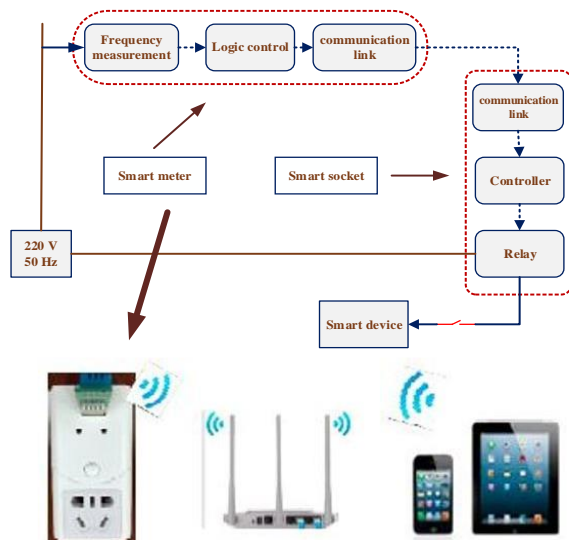 Frequency
measurement
Logic control
communication
link
communication
link
Smart meter
Smart socket
Controller
220 V
50 Hz
Relay
Smart device